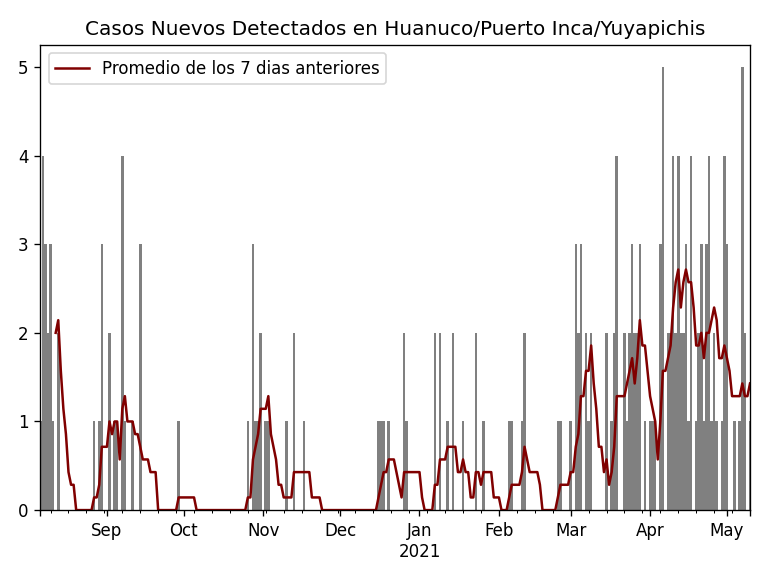 Casos Nuevos Detectados en Huanuco/Puerto Inca/Yuyapichis
Promedio de los 7 dias anteriores
5
4
3
2
1
0
Sep Oct Nov Dec Jan Feb Mar Apr May
2021